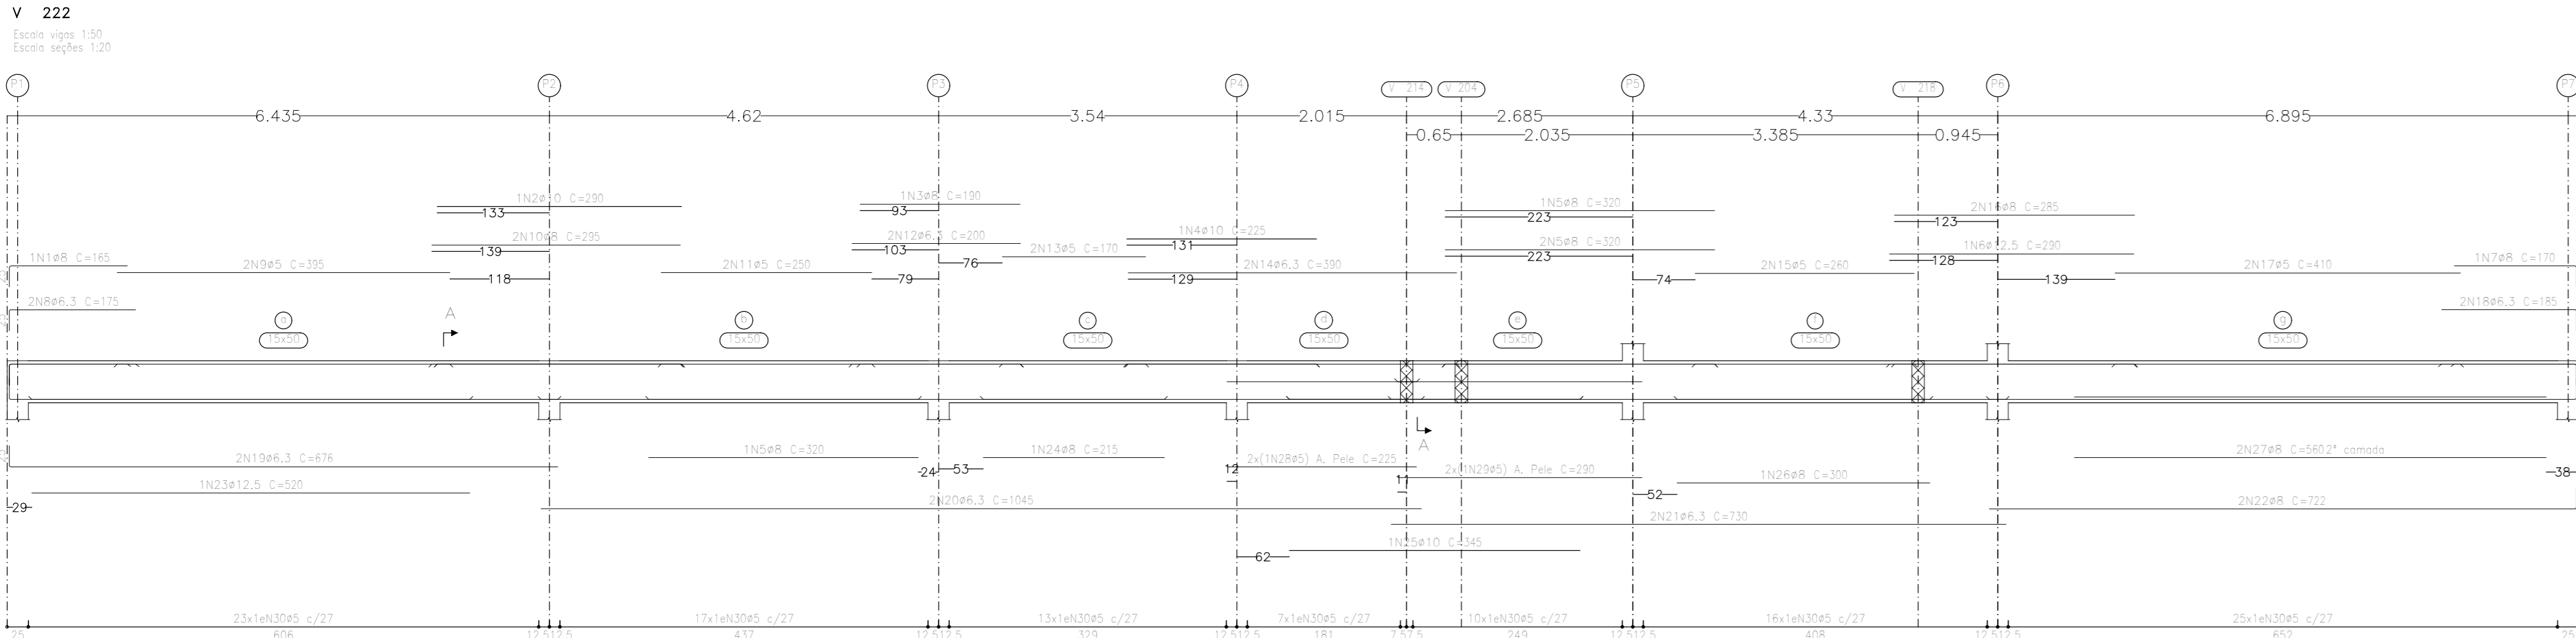 V 222
Escala vigas 1:50
Escala seções 1:20
P1 P2 P3 P4 V 214 V 204 P5 V 218 P6 P7
6.435 4.62 3.54 2.015 2.685 4.33 6.895
0.65 2.035 3.385 0.945
1N2ø10 C=290 1N3ø8 C=190 1N5ø8 C=320 2N16ø8 C=285
133 93 223 123
2N10ø8 C=295 2N12ø6.3 C=200 1N4ø10 C=225 2N5ø8 C=320 1N6ø12.5 C=290
139 103 2N13ø5 C=170 131 223 128
1N1ø8 C=165 76 1N7ø8 C=170
2N9ø5 C=395 2N11ø5 C=250 2N14ø6.3 C=390 2N15ø5 C=260 2N17ø5 C=410
118 79 129 74 139
2N8ø6.3 C=175 2N18ø6.3 C=185
A
a b c d e f g
15x50 15x50 15x50 15x50 15x50 15x50 15x50
A
2N19ø6.3 C=676 1N5ø8 C=320 1N24ø8 C=215 2x(1N28ø5) A. Pele C=225 2N27ø8 C=560 2ª camada
24 53 12 2x(1N29ø5) A. Pele C=290 1N26ø8 C=300 38
1N23ø12.5 C=520 11 52
29 2N20ø6.3 C=1045 2N22ø8 C=722
2N21ø6.3 C=730
1N25ø10 C=345
62
23x1eN30ø5 c/27 17x1eN30ø5 c/27 13x1eN30ø5 c/27 7x1eN30ø5 c/27 10x1eN30ø5 c/27 16x1eN30ø5 c/27 25x1eN30ø5 c/27
25 606 12.5 12.5 437 12.5 12.5 329 12.5 12.5 181 7.5 7.5 249 12.5 12.5 408 12.5 12.5 652 25